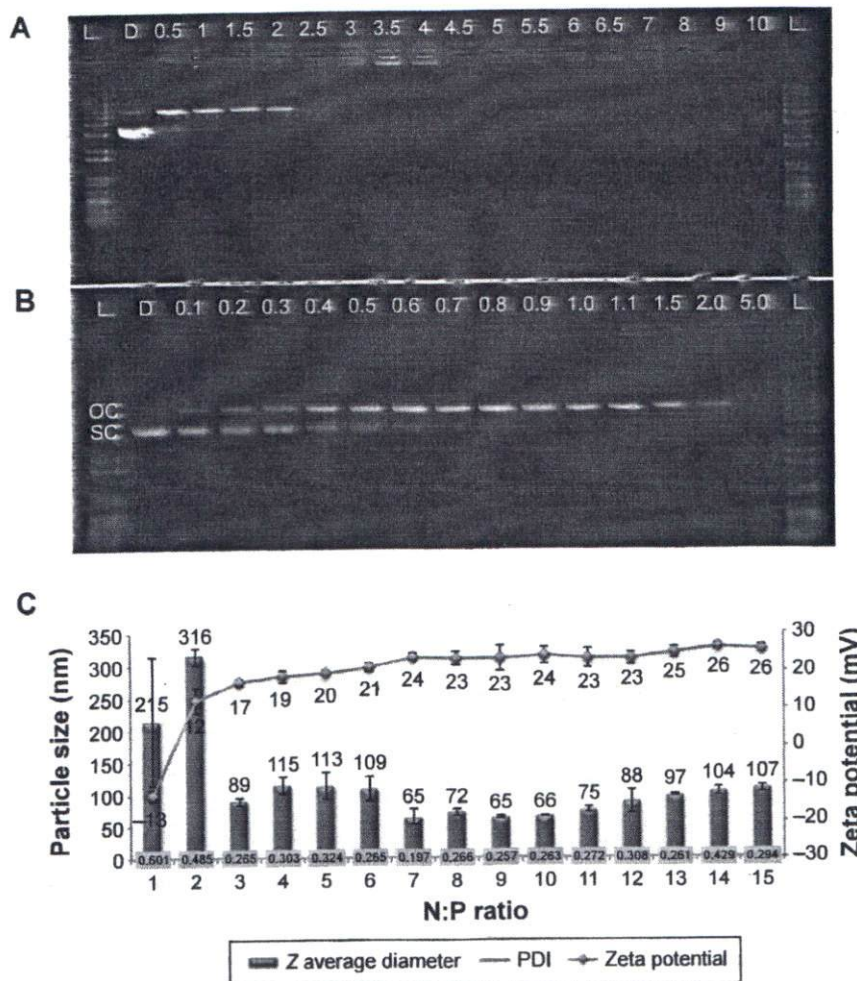 A
L D 0.5 1 1.5 2 2.5 3 3.5 4 4.5 5 5.5 6 6.5 7 8 9 10 L
B
L D 0.1 0.2 0.3 0.4 0.5 0.6 0.7 0.8 0.9 1.0 1.1 1.5 2.0 5.0 L
OC
SC
C
Particle size (nm)
350
300
250
200
150
100
50
0
215 316 89 115 113 109 65 72 65 66 75 88 97 104 107
−13 12 17 19 20 21 24 23 23 24 23 23 25 26 26
0.601 0.485 0.265 0.303 0.324 0.255 0.197 0.266 0.257 0.263 0.272 0.308 0.261 0.429 0.294
1 2 3 4 5 6 7 8 9 10 11 12 13 14 15
N:P ratio
30
20
10
0
−10
−20
−30
Zeta potential (mV)
Z average diameter PDI Zeta potential